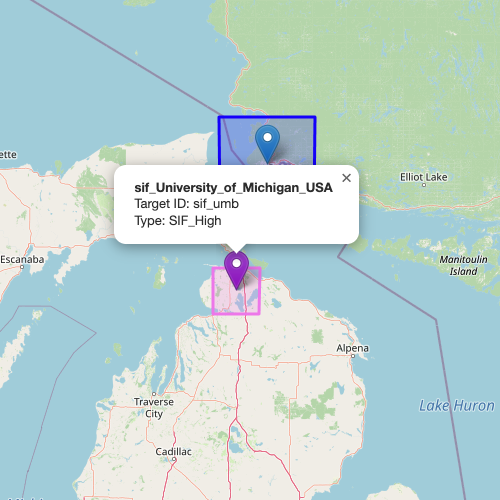 ette
Elliot Lake
sif_University_of_Michigan_USA
×
Target ID: sif_umb
Type: SIF_High
Escanaba
Manitoulin
Island
Alpena
Traverse
City
Lake Huron
Cadillac